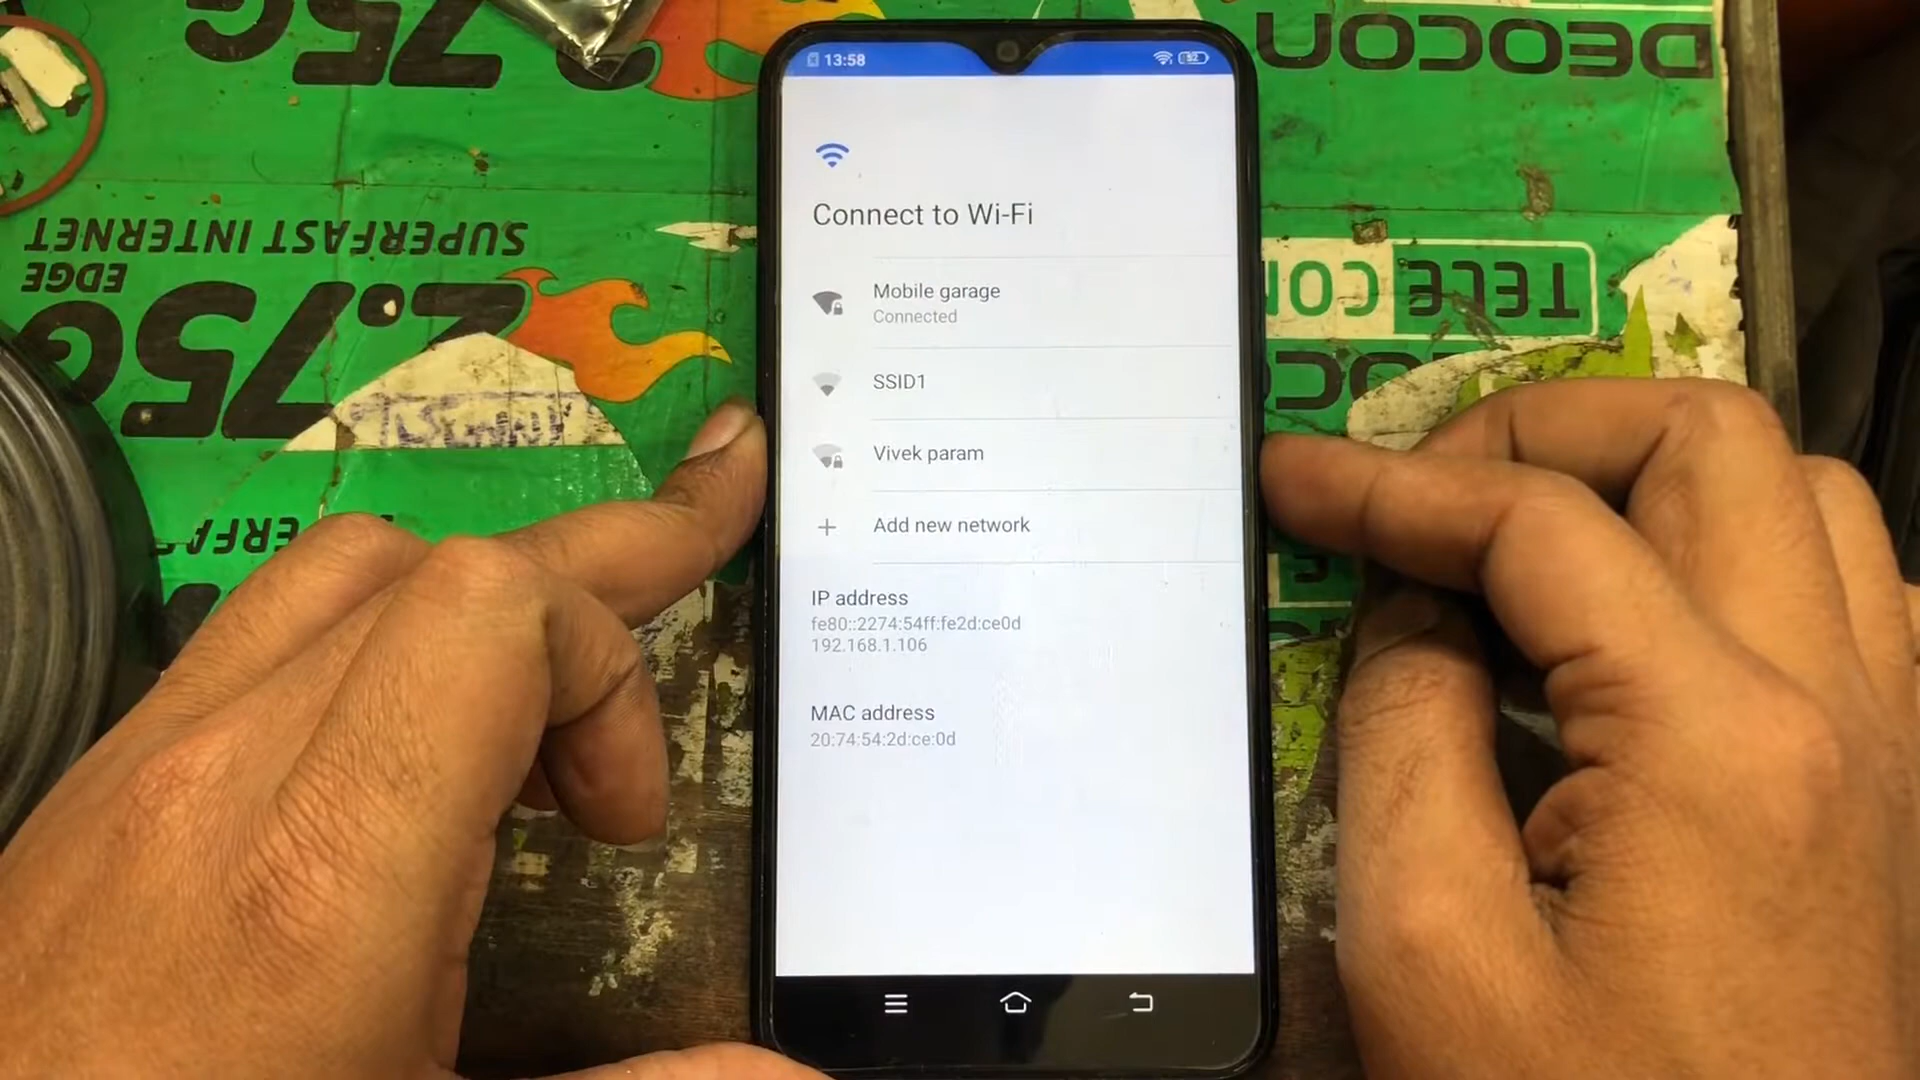 2.75G
DEOCON
SUPERFAST INTERNET
EDGE
2.75G
TELE
13:58
52
Connect to Wi-Fi
Mobile garage
Connected
SSID1
Vivek param
Add new network
IP address
fe80::2274:54ff:fe2d:ce0d
192.168.1.106
MAC address
20:74:54:2d:ce:0d